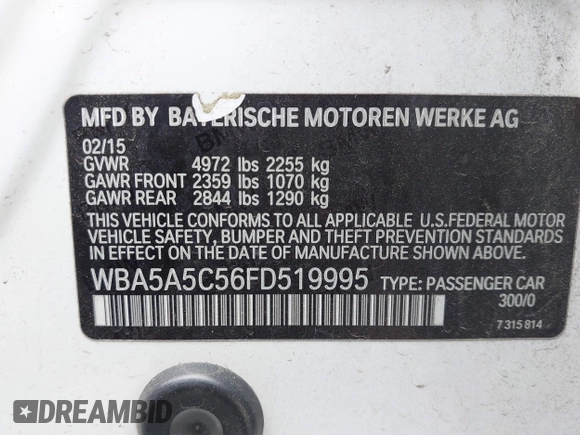 MFD BY BAYERISCHE MOTOREN WERKE AG
02/15
GVWR 4972 lbs 2255 kg
GAWR FRONT 2359 lbs 1070 kg
GAWR REAR 2844 lbs 1290 kg
THIS VEHICLE CONFORMS TO ALL APPLICABLE U.S.FEDERAL MOTOR
VEHICLE SAFETY, BUMPER AND THEFT PREVENTION STANDARDS
IN EFFECT ON THE DATE OF MANUFACTURE SHOWN ABOVE.
WBA5A5C56FD519995 TYPE: PASSENGER CAR
300/0
7 315 814
DREAMBID